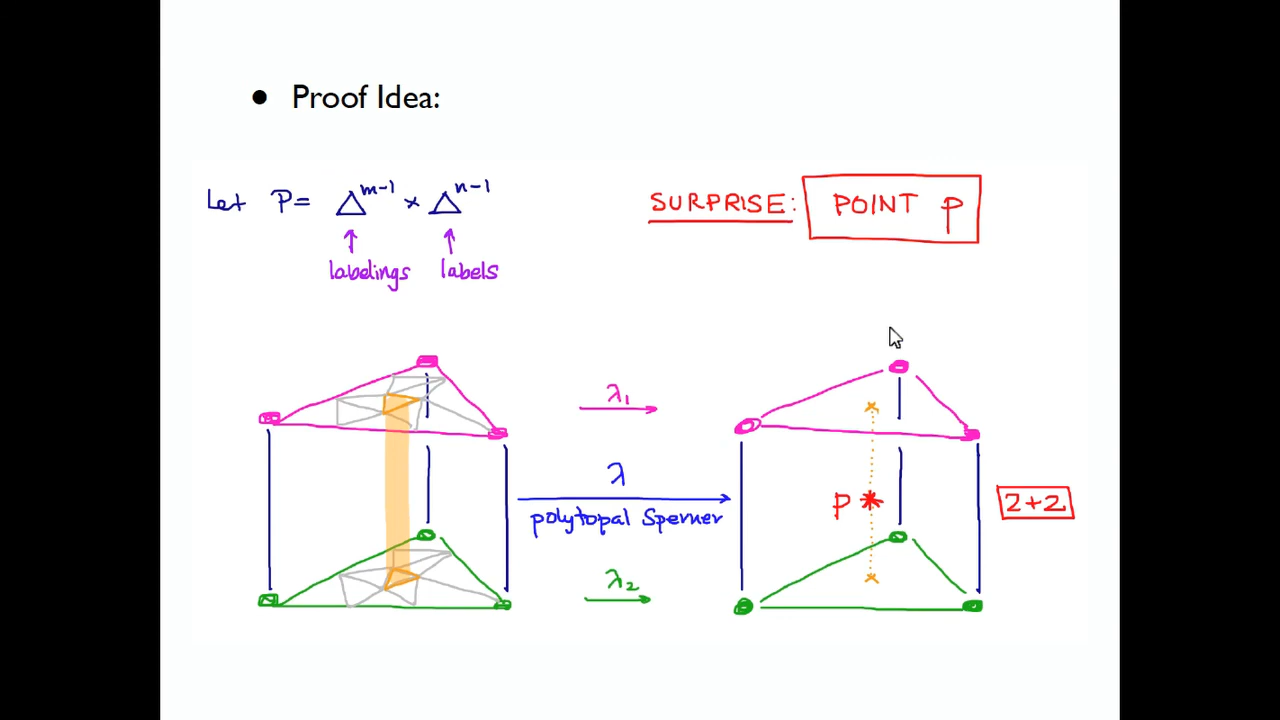 • Proof Idea:
Let P = Δ^{m-1} × Δ^{n-1}
↑ ↑
labelings labels
SURPRISE: POINT p
λ₁
λ
polytopal Sperner
p
2+2
λ₂